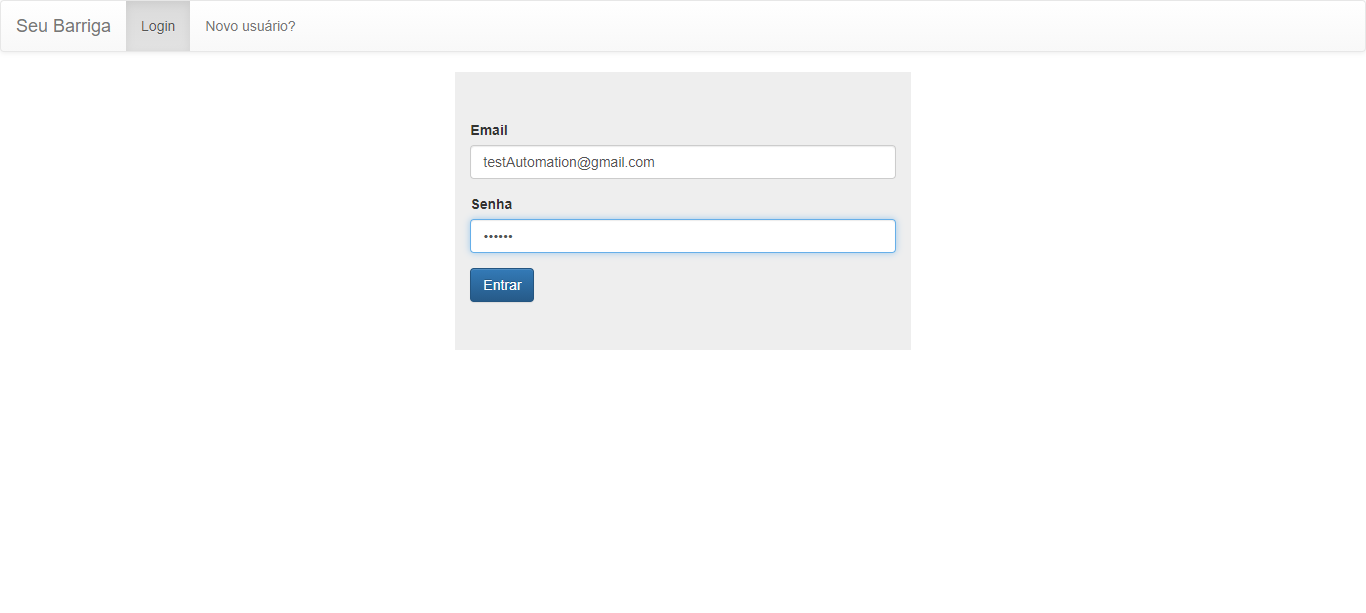 Seu Barriga Login Novo usuário?
Email
testAutomation@gmail.com
Senha
••••••
Entrar